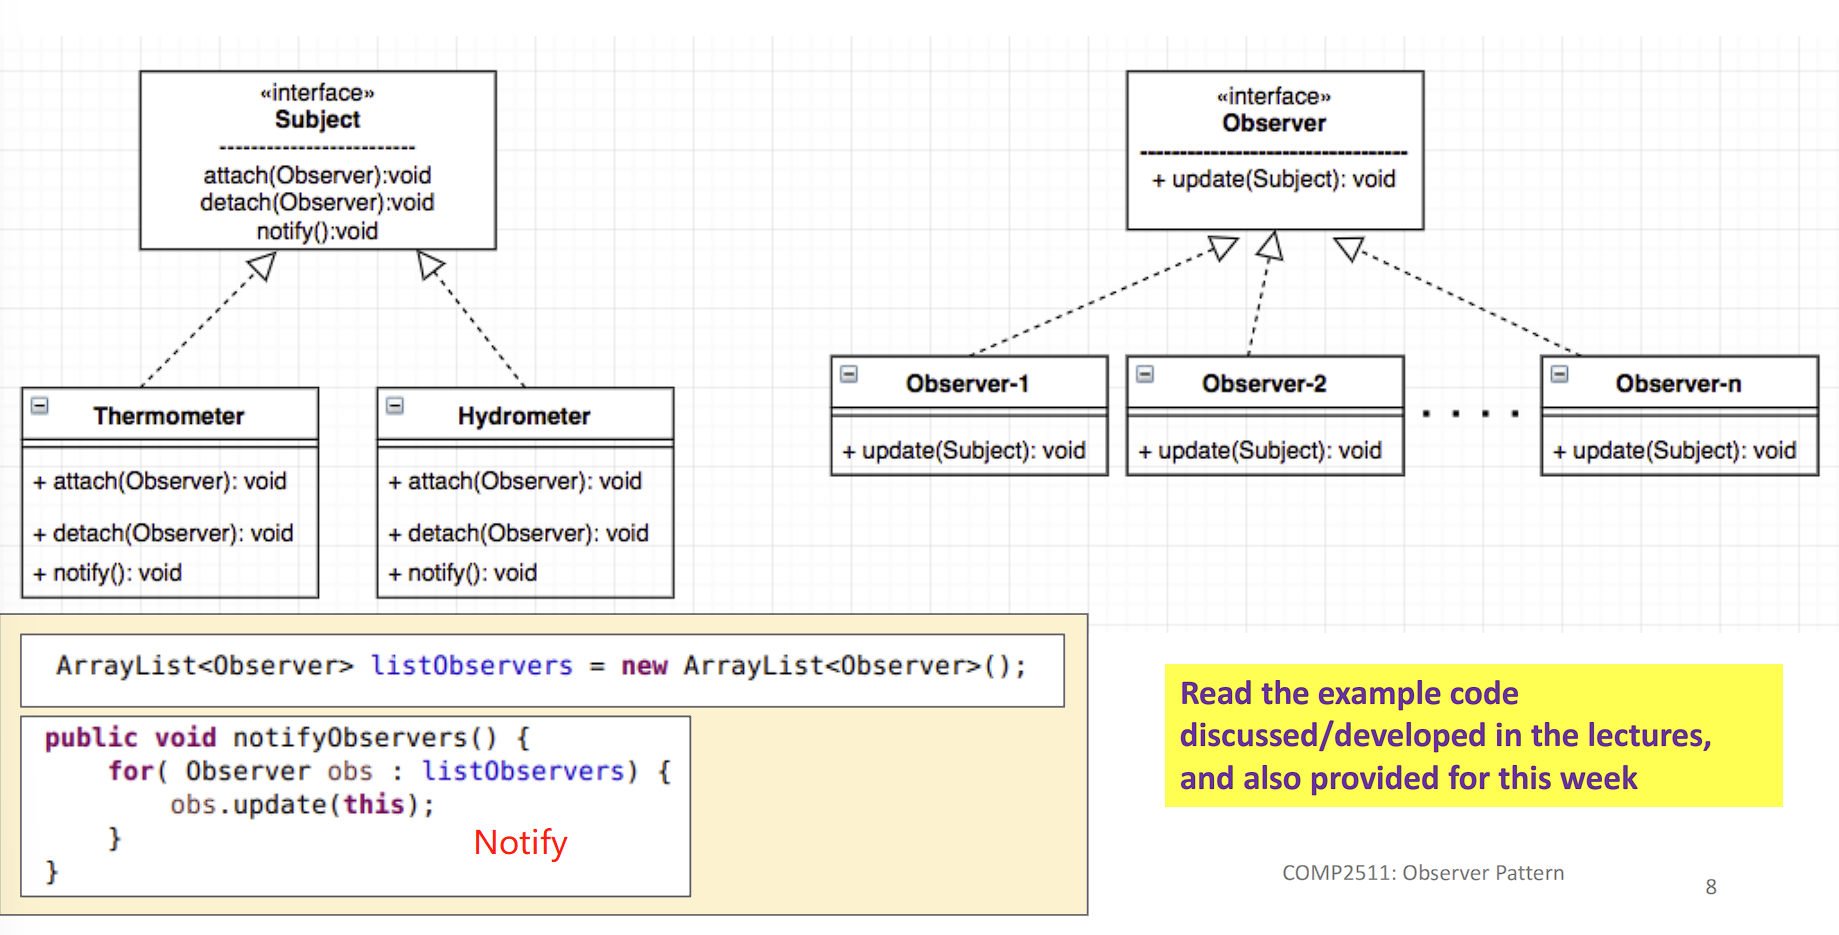 «interface»
Subject
-------------------------
attach(Observer):void
detach(Observer):void
notify():void
«interface»
Observer
----------------------------------
+ update(Subject): void
Thermometer
+ attach(Observer): void
+ detach(Observer): void
+ notify(): void
Hydrometer
+ attach(Observer): void
+ detach(Observer): void
+ notify(): void
Observer-1
+ update(Subject): void
Observer-2
+ update(Subject): void
. . . .
Observer-n
+ update(Subject): void
ArrayList<Observer> listObservers = new ArrayList<Observer>();
public void notifyObservers() {
for( Observer obs : listObservers) {
obs.update(this);
}
}
Notify
Read the example code
discussed/developed in the lectures,
and also provided for this week
COMP2511: Observer Pattern
8